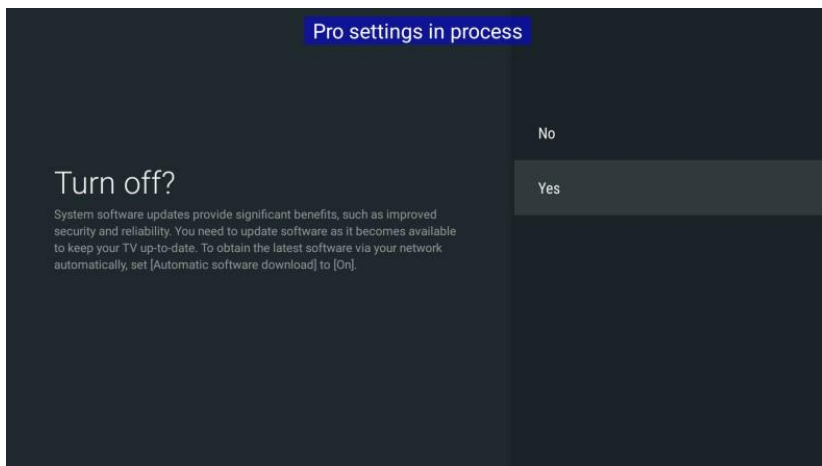 Pro settings in process
No
Turn off?
Yes
System software updates provide significant benefits, such as improved
security and reliability. You need to update software as it becomes available
to keep your TV up-to-date. To obtain the latest software via your network
automatically, set [Automatic software download] to [On].